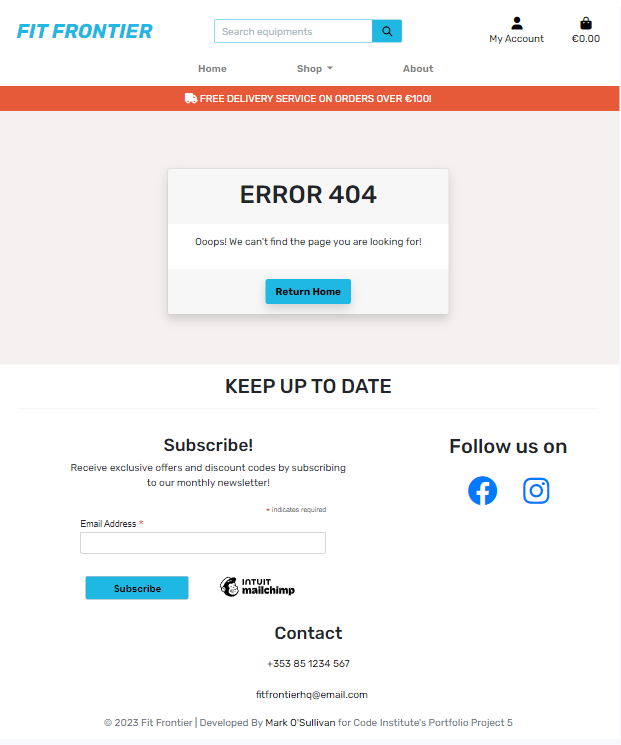 FIT FRONTIER
Search equipments
My Account
€0.00
Home
Shop
About
FREE DELIVERY SERVICE ON ORDERS OVER €100!
ERROR 404
Ooops! We can't find the page you are looking for!
Return Home
KEEP UP TO DATE
Subscribe!
Receive exclusive offers and discount codes by subscribing
to our monthly newsletter!
* indicates required
Email Address *
Subscribe
INTUIT
mailchimp
Follow us on
Contact
+353 85 1234 567
fitfrontierhq@email.com
© 2023 Fit Frontier | Developed By Mark O'Sullivan for Code Institute's Portfolio Project 5